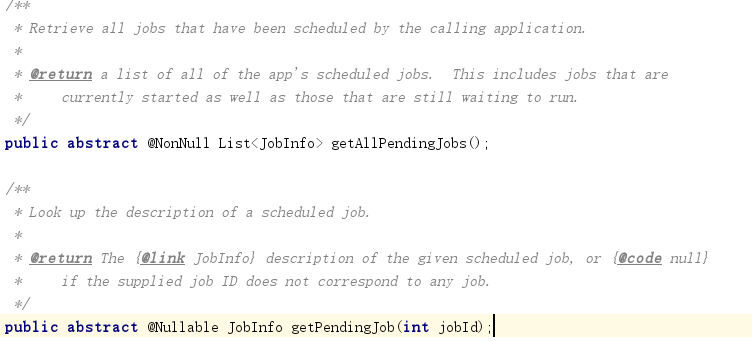 /**
 * Retrieve all jobs that have been scheduled by the calling application.
 *
 * @return a list of all of the app's scheduled jobs.  This includes jobs that are
 *     currently started as well as those that are still waiting to run.
 */
public abstract @NonNull List<JobInfo> getAllPendingJobs();

/**
 * Look up the description of a scheduled job.
 *
 * @return The {@link JobInfo} description of the given scheduled job, or {@code null}
 *     if the supplied job ID does not correspond to any job.
 */
public abstract @Nullable JobInfo getPendingJob(int jobId);